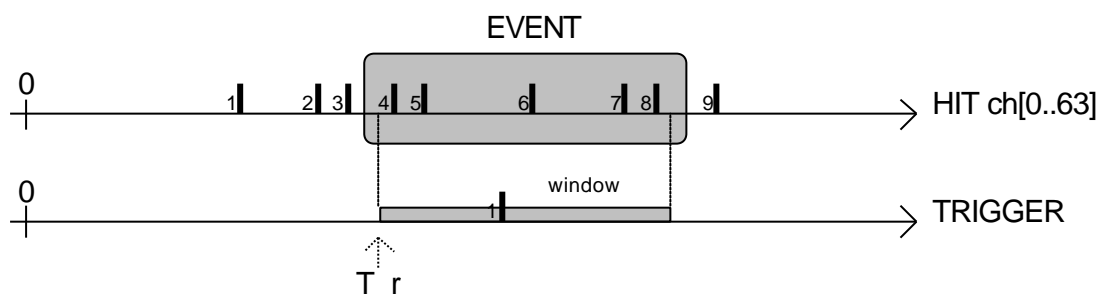 EVENT
0
1 2 3 4 5 6 7 8 9 HIT ch[0..63]
0
window
1 TRIGGER
T r